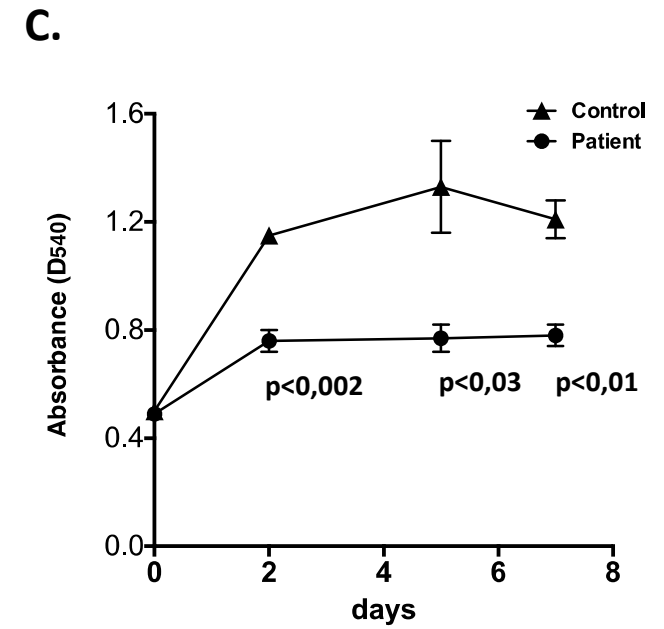 C.
Control
Patient
1.6
1.2
0.8
0.4
0.0
Absorbance (D540)
p<0,002
p<0,03
p<0,01
0
2
4
6
8
days